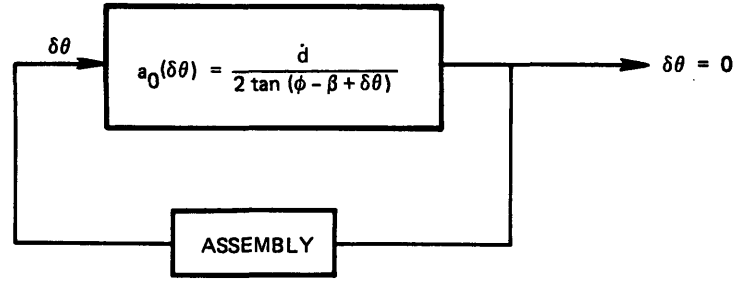 δθ
a₀(δθ) = ḋ / 2 tan (ϕ – β + δθ)
δθ = 0
ASSEMBLY